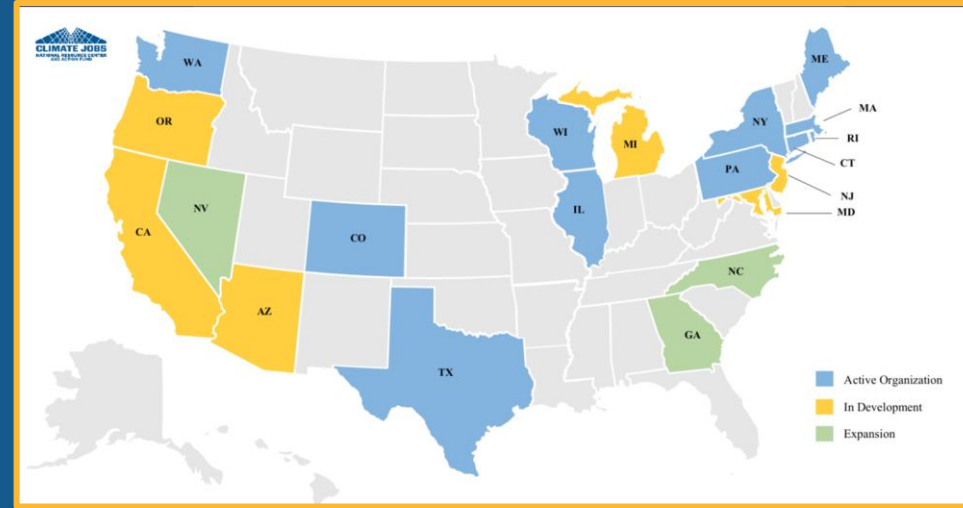 CLIMATE JOBS
NATIONAL RESOURCE CENTER
AND ACTION FUND
WA
ME
OR
MA
NY
WI
MI
RI
CT
PA
NV
NJ
IL
MD
CA
CO
NC
AZ
GA
TX
Active Organization
In Development
Expansion